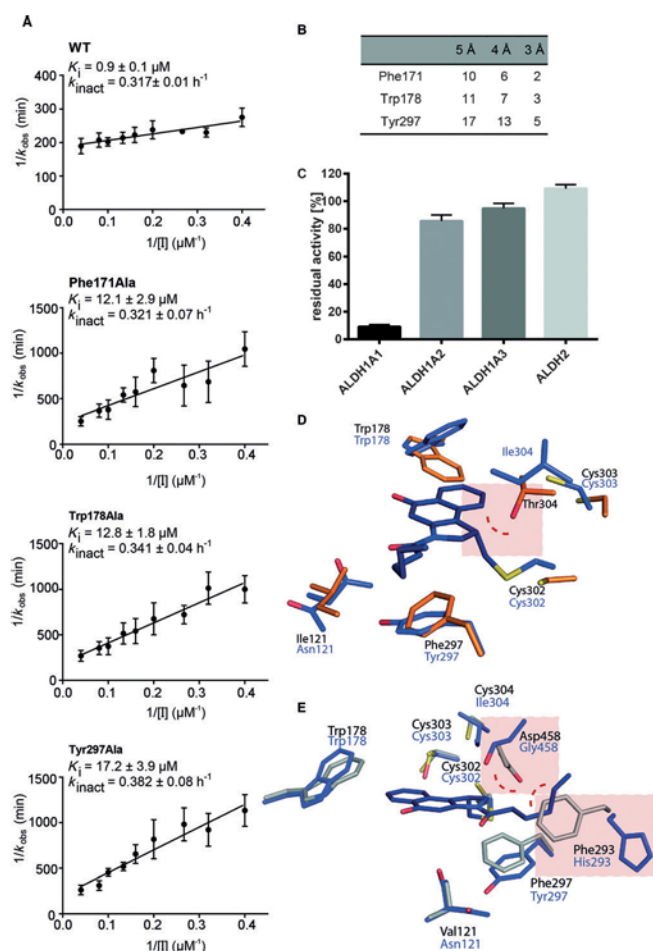 A
WT
Ki = 0.9 ± 0.1 µM
kinact = 0.317± 0.01 h-1
400
300
200
100
0
1/kobs (min)
0.0 0.1 0.2 0.3 0.4
1/[I] (µM-1)
Phe171Ala
Ki = 12.1 ± 2.9 µM
kinact = 0.321 ± 0.07 h-1
1500
1000
500
0
1/kobs (min)
0.0 0.1 0.2 0.3 0.4
1/[I] (µM-1)
Trp178Ala
Ki = 12.8 ± 1.8 µM
kinact = 0.341 ± 0.04 h-1
1500
1000
500
0
1/kobs (min)
0.0 0.1 0.2 0.3 0.4
1/[I] (µM-1)
Tyr297Ala
Ki = 17.2 ± 3.9 µM
kinact = 0.382 ± 0.08 h-1
1500
1000
500
0
1/kobs (min)
0.0 0.1 0.2 0.3 0.4
1/[I] (µM-1)
B
5 Å 4 Å 3 Å
Phe171 10 6 2
Trp178 11 7 3
Tyr297 17 13 5
C
120
100
80
60
40
20
0
residual activity [%]
ALDH1A1
ALDH1A2
ALDH1A3
ALDH2
D
Trp178
Trp178
Ile304
Cys303
Cys303
Thr304
Cys302
Cys302
Ile121
Asn121
Phe297
Tyr297
E
Cys304
Ile304
Trp178
Trp178
Cys303
Cys303
Asp458
Gly458
Cys302
Cys302
Phe293
His293
Phe297
Tyr297
Val121
Asn121